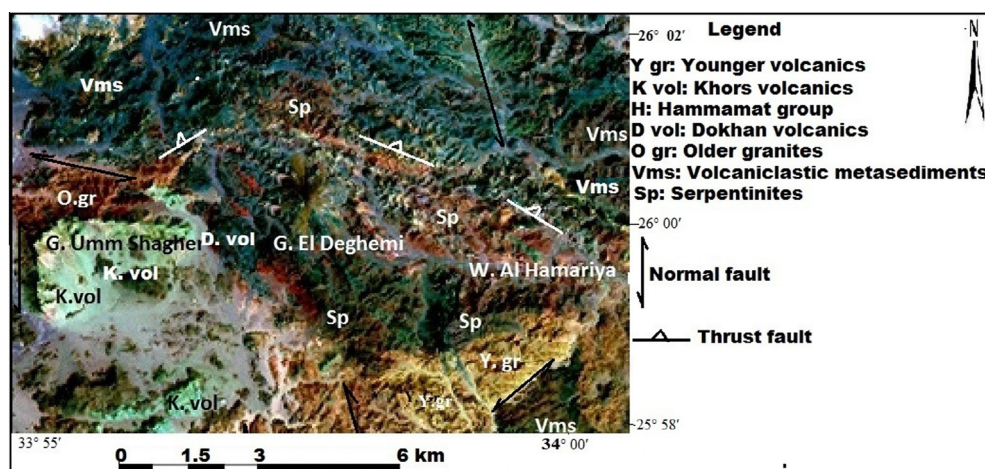 Vms
Vms
Sp
Vms
Vms
O.gr
Sp
G. Umm Shagher
D. vol
G. El Deghemi
K. vol
W. Al Hamariya
K.vol
Sp
Sp
Y. gr
Y.gr
K. vol
Vms
26° 02'
26° 00'
25° 58'
33° 55'
34° 00'
0 1.5 3 6 km
Legend
N
Y gr: Younger volcanics
K vol: Khors volcanics
H: Hammamat group
D vol: Dokhan volcanics
O gr: Older granites
Vms: Volcaniclastic metasediments
Sp: Serpentinites
Normal fault
Thrust fault